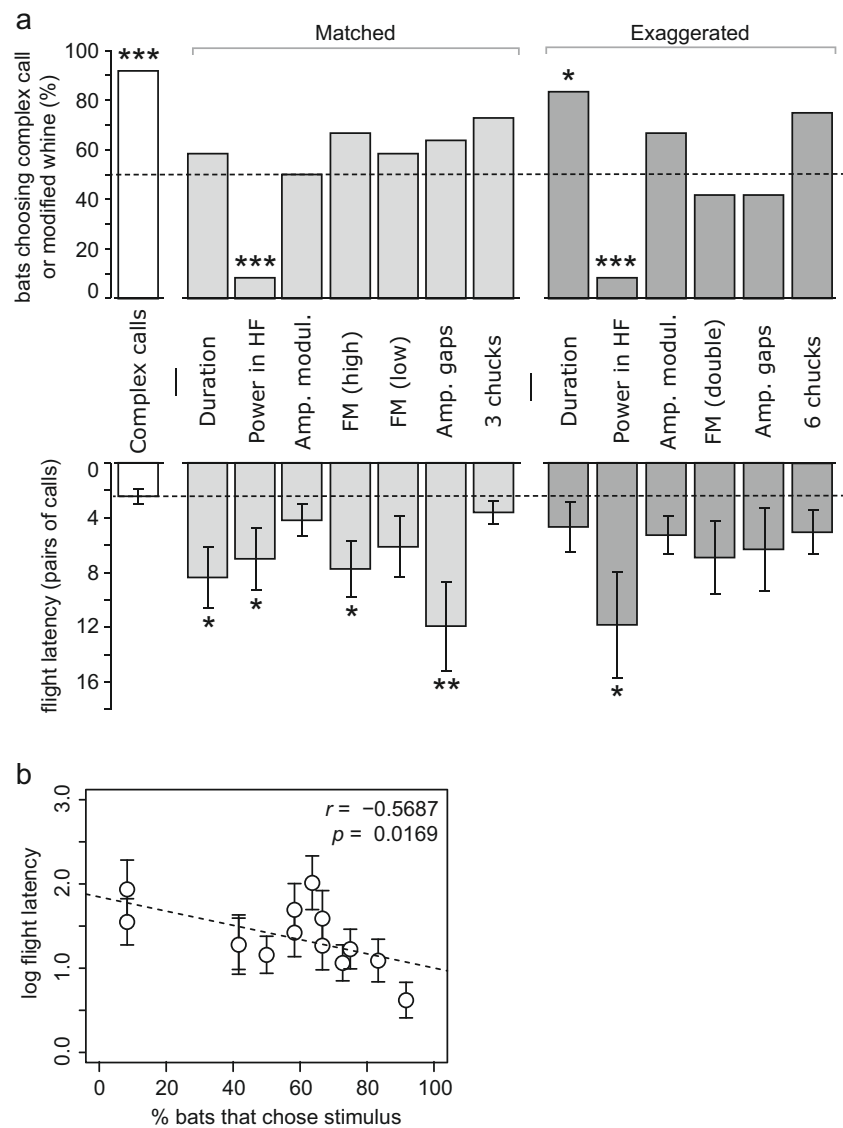 a
Matched
Exaggerated
bats choosing complex call
or modified whine (%)
100
80
60
40
20
0
***
***
*
***
Complex calls
Duration
Power in HF
Amp. modul.
FM (high)
FM (low)
Amp. gaps
3 chucks
Duration
Power in HF
Amp. modul.
FM (double)
Amp. gaps
6 chucks
flight latency (pairs of calls)
0
4
8
12
16
*
*
*
**
*
b
r = −0.5687
p = 0.0169
log flight latency
3.0
2.0
1.0
0.0
0
20
40
60
80
100
% bats that chose stimulus